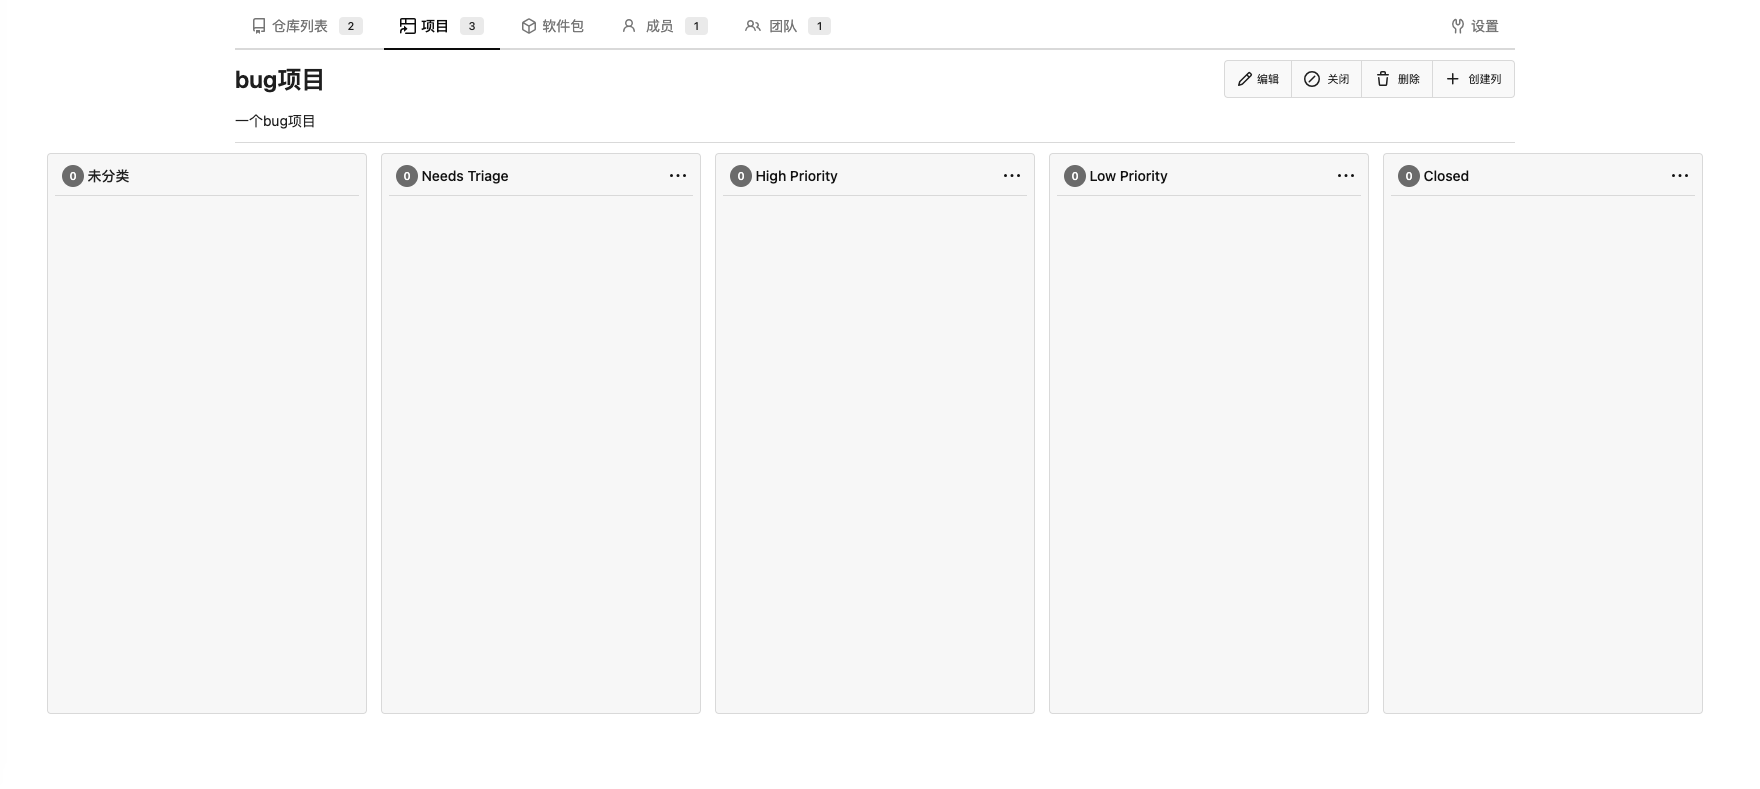 仓库列表 2 项目 3 软件包 成员 1 团队 1 设置
bug项目
编辑 关闭 删除 创建列
一个bug项目
0 未分类
0 Needs Triage
0 High Priority
0 Low Priority
0 Closed